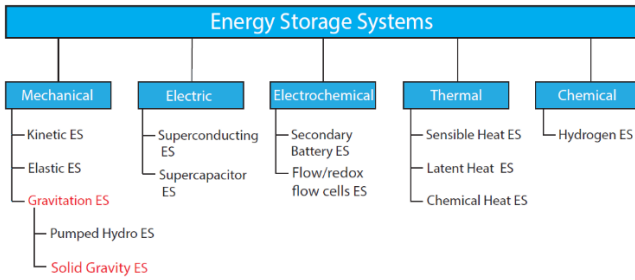 Energy Storage Systems
Mechanical
Kinetic ES
Elastic ES
Gravitation ES
Pumped Hydro ES
Solid Gravity ES
Electric
Superconducting
ES
Supercapacitor
ES
Electrochemical
Secondary
Battery ES
Flow/redox
flow cells ES
Thermal
Sensible Heat ES
Latent Heat ES
Chemical Heat ES
Chemical
Hydrogen ES